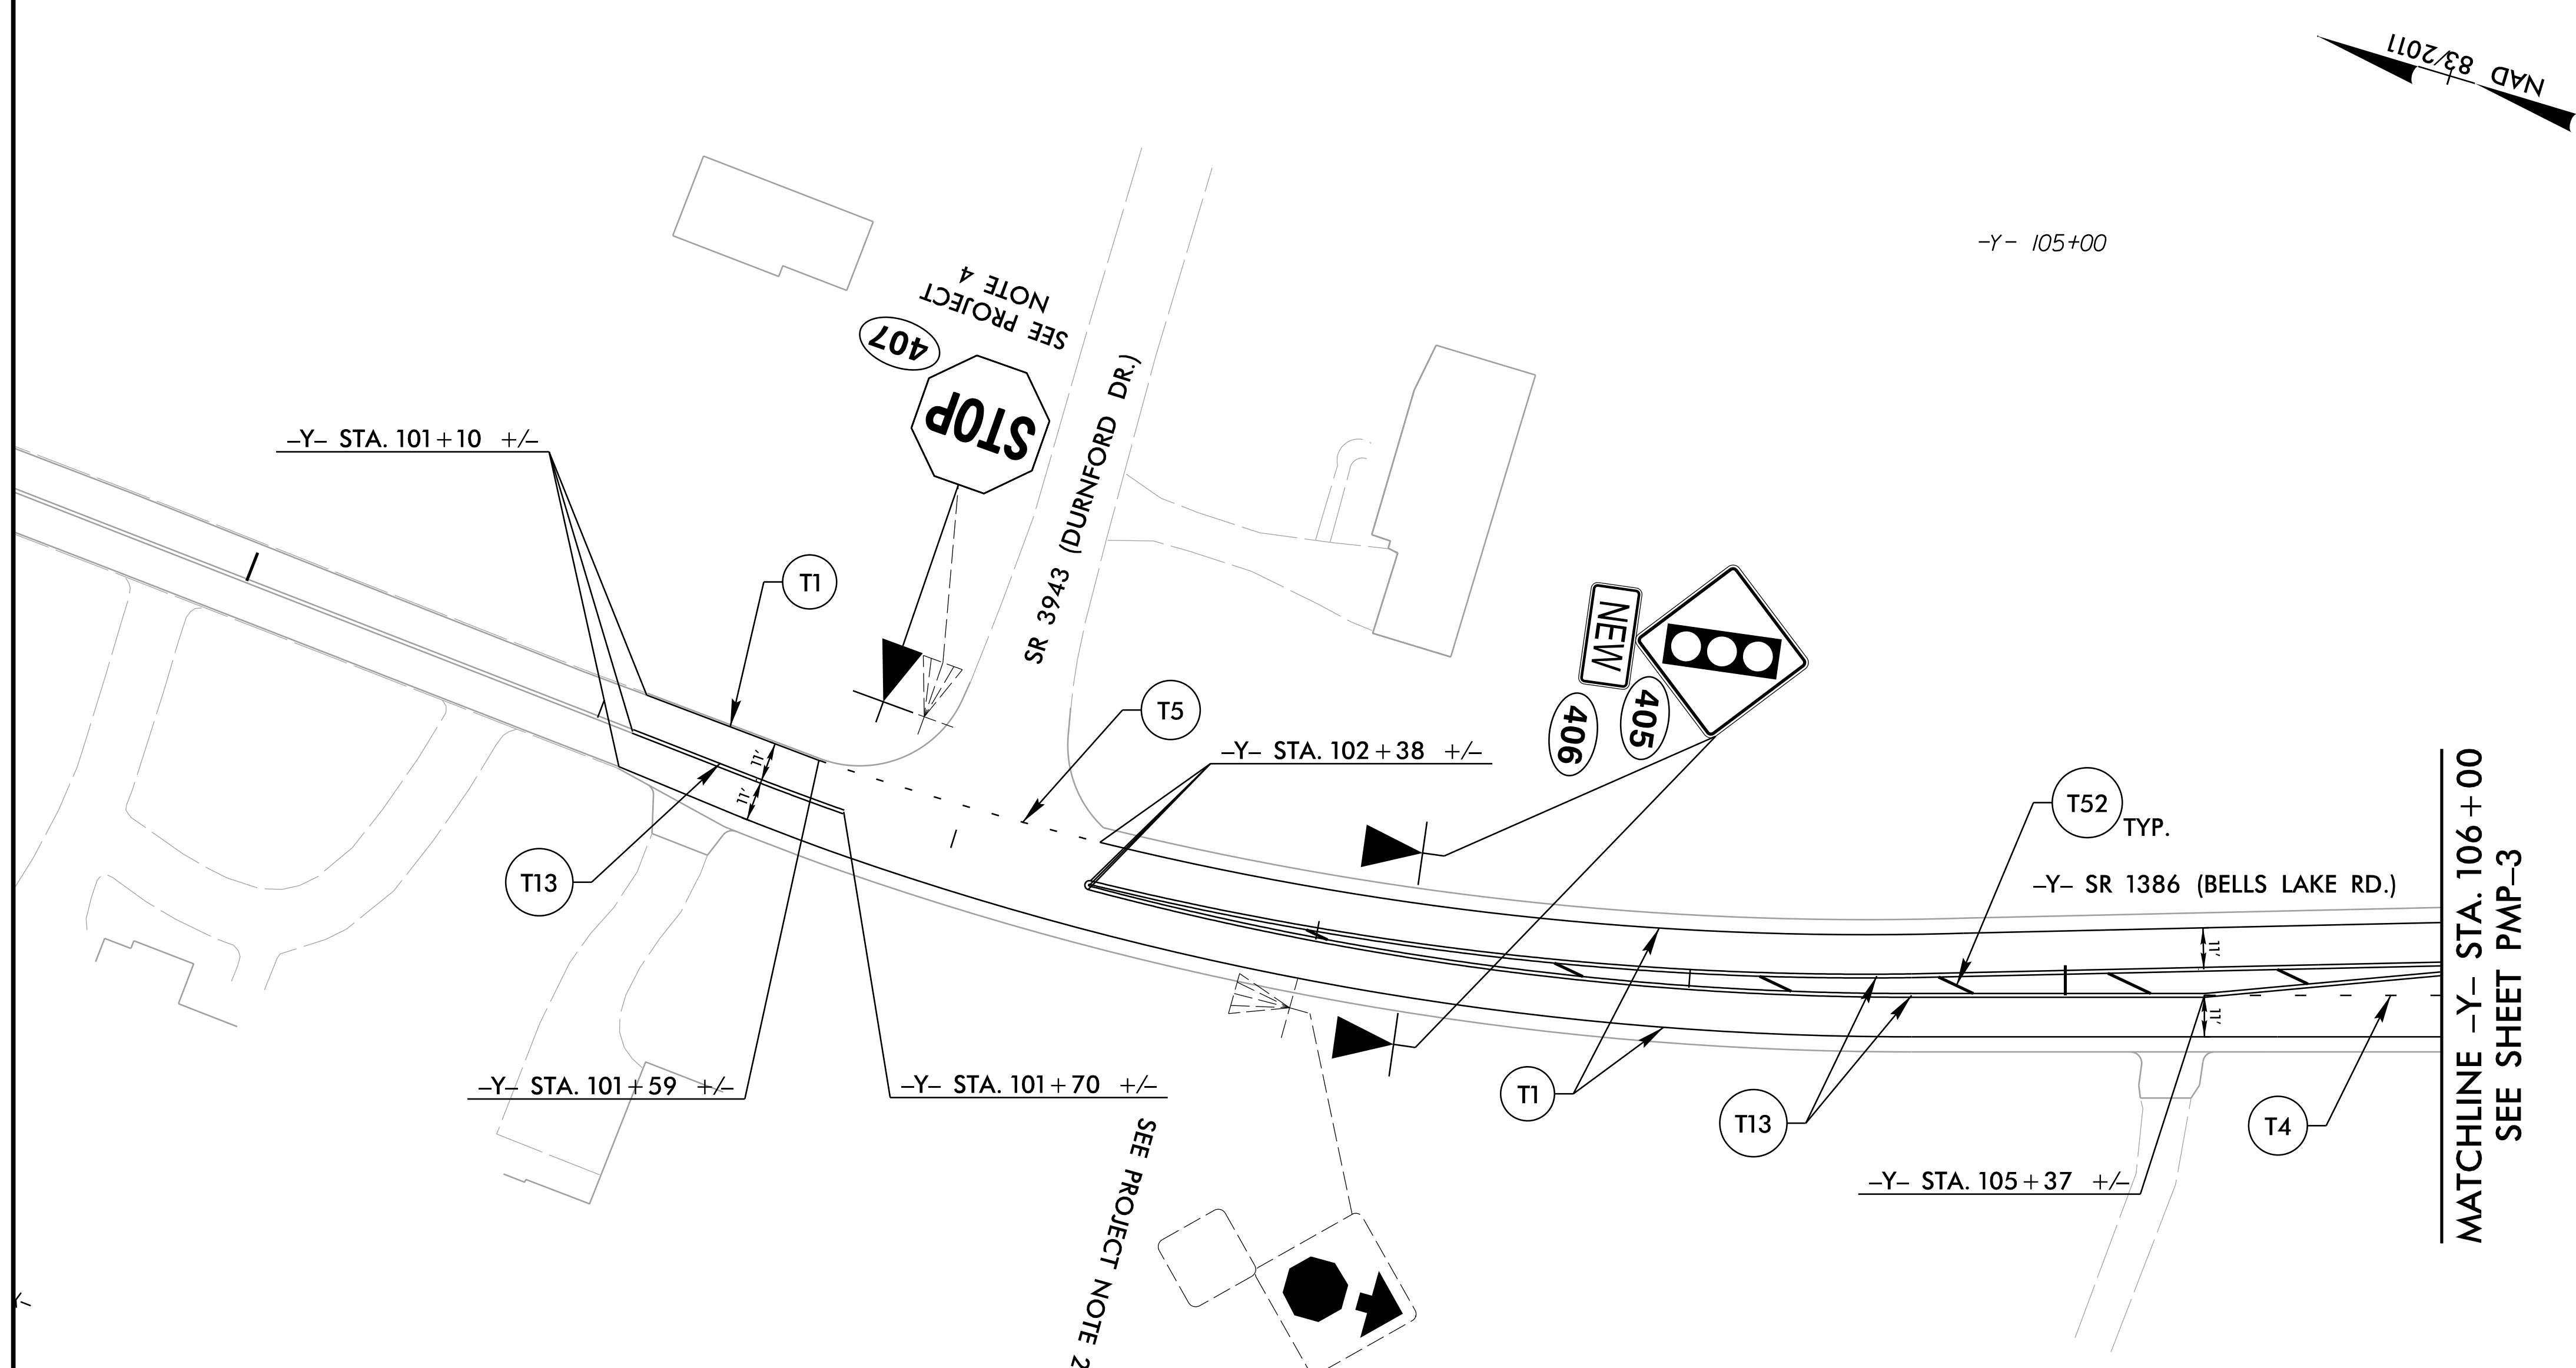 NAD 83/2011
-Y- 105+00
SEE PROJECT
NOTE 4
407
STOP
SR 3943 (DURNFORD DR.)
-Y- STA. 101+10 +/-
T1
T5
-Y- STA. 102+38 +/-
NEW
406
405
T52
TYP.
-Y- SR 1386 (BELLS LAKE RD.)
MATCHLINE -Y- STA. 106+00
SEE SHEET PMP-3
11'
11'
T13
11'
11'
-Y- STA. 101+59 +/-
-Y- STA. 101+70 +/-
T1
T13
T4
-Y- STA. 105+37 +/-
SEE PROJECT NOTE 2
Y-